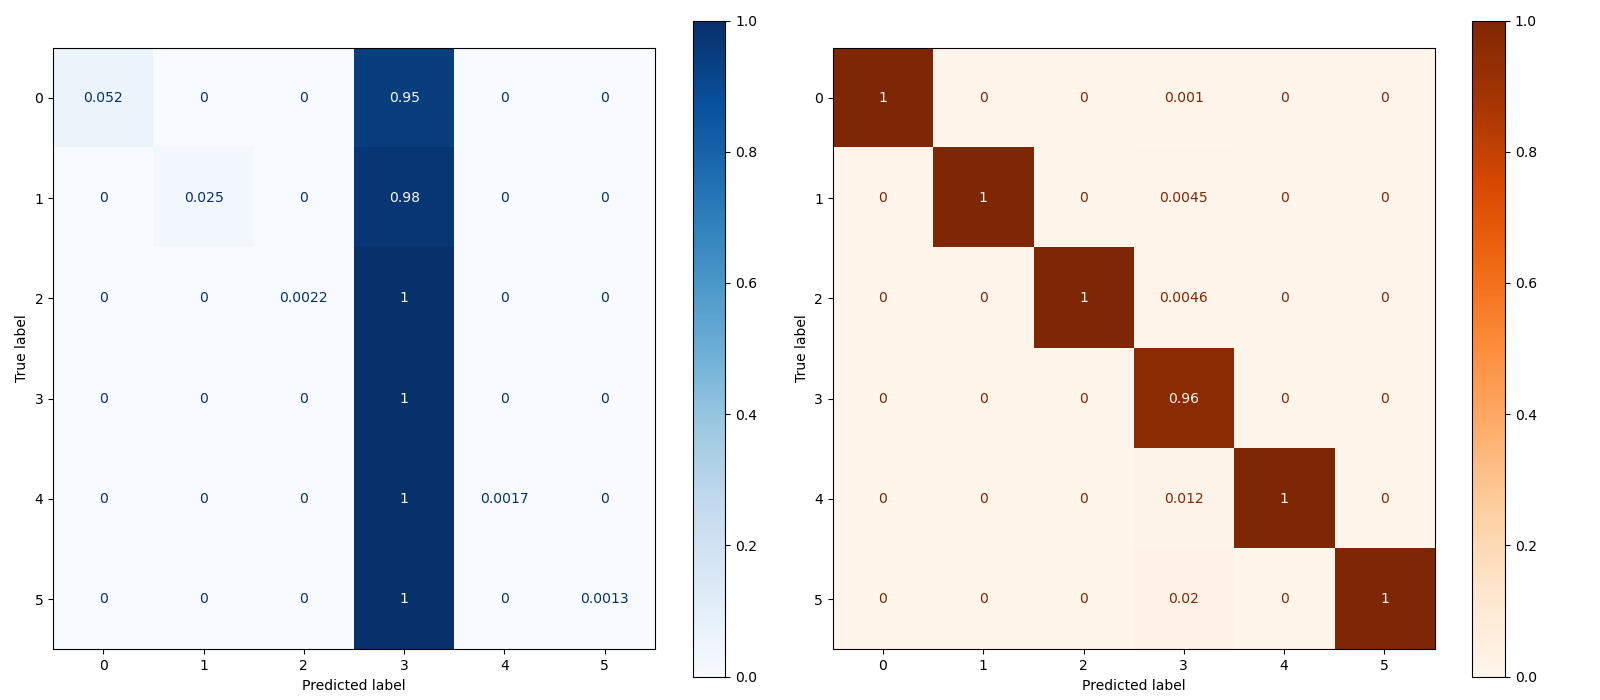 1.0
0.8
0.6
0.4
0.2
0.0
True label
0 0.052 0 0 0.95 0 0
1 0 0.025 0 0.98 0 0
2 0 0 0.0022 1 0 0
3 0 0 0 1 0 0
4 0 0 0 1 0.0017 0
5 0 0 0 1 0 0.0013
0 1 2 3 4 5
Predicted label
1.0
0.8
0.6
0.4
0.2
0.0
True label
0 1 0 0 0.001 0 0
1 0 1 0 0.0045 0 0
2 0 0 1 0.0046 0 0
3 0 0 0 0.96 0 0
4 0 0 0 0.012 1 0
5 0 0 0 0.02 0 1
0 1 2 3 4 5
Predicted label